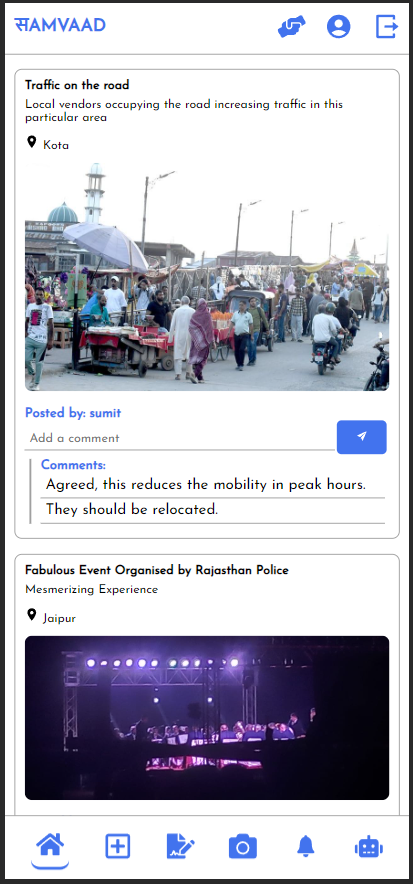 सAMVAAD
Traffic on the road
Local vendors occupying the road increasing traffic in this
particular area
Kota
Posted by: sumit
Add a comment
Comments:
Agreed, this reduces the mobility in peak hours.
They should be relocated.
Fabulous Event Organised by Rajasthan Police
Mesmerizing Experience
Jaipur